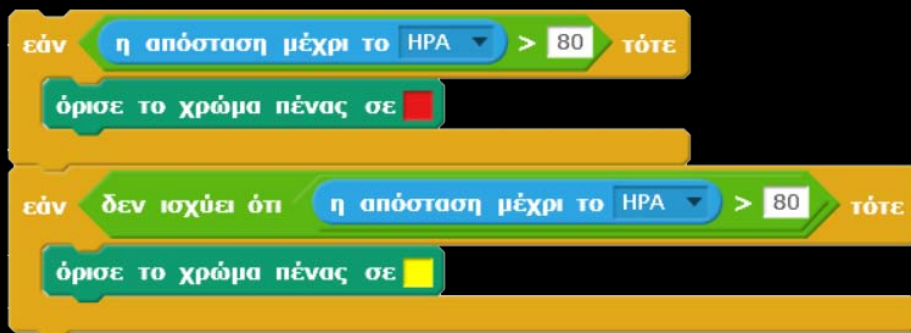 εάν η απόσταση μέχρι το ΗΡΑ > 80 τότε
όρισε το χρώμα πένας σε
εάν δεν ισχύει ότι η απόσταση μέχρι το ΗΡΑ > 80 τότε
όρισε το χρώμα πένας σε